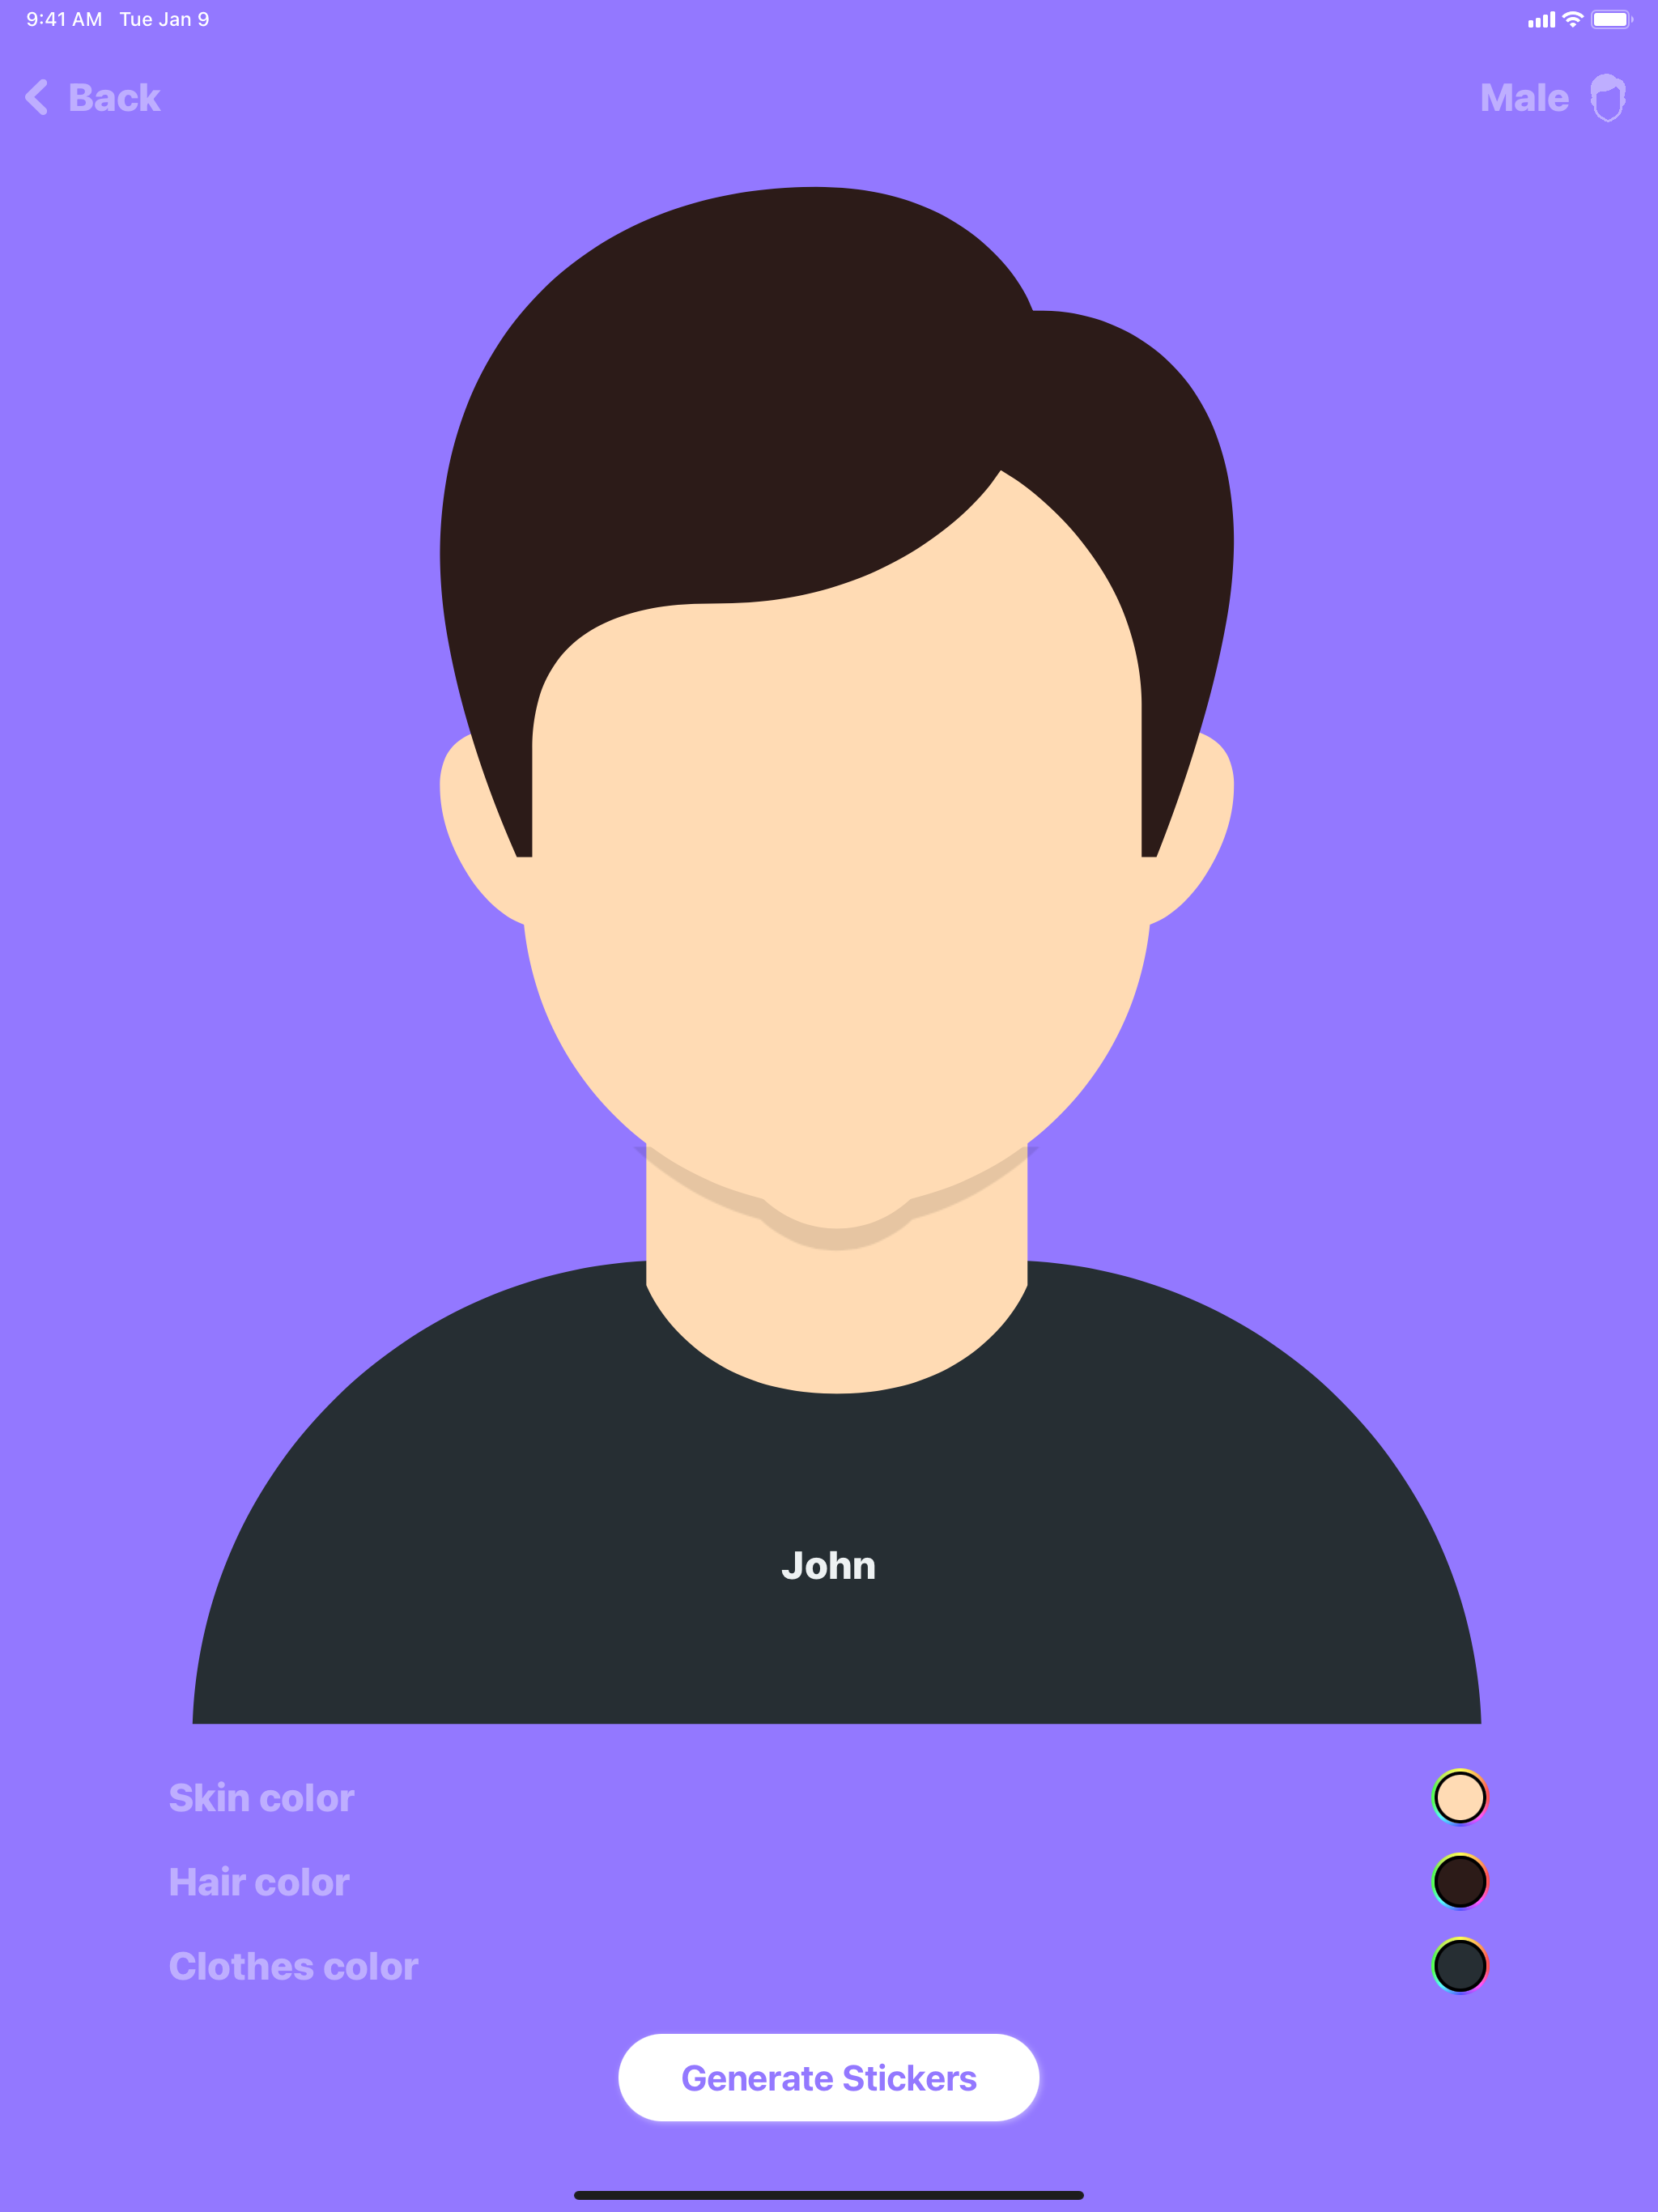 9:41 AM Tue Jan 9
Back
Male
John
Skin color
Hair color
Clothes color
Generate Stickers